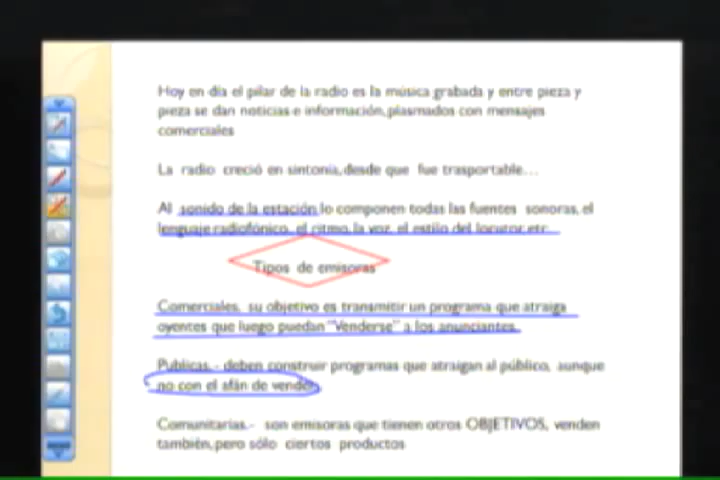 Hoy en día el pilar de la radio es la música grabada y entre pieza y
pieza se dan noticias e información, plasmados con mensajes
comerciales
La radio creció en sintonía, desde que fue trasportable...
Al sonido de la estación lo componen todas las fuentes sonoras, el
lenguaje radiofónico, el ritmo, la voz, el estilo del locutor etc.
Tipos de emisoras
Comerciales, su objetivo es transmitir un programa que atraiga
oyentes que luego puedan "Venderse" a los anunciantes.
Publicas.- deben construir programas que atraigan al público, aunque
no con el afán de vender.
Comunitarias.- son emisoras que tienen otros OBJETIVOS, venden
también, pero sólo ciertos productos